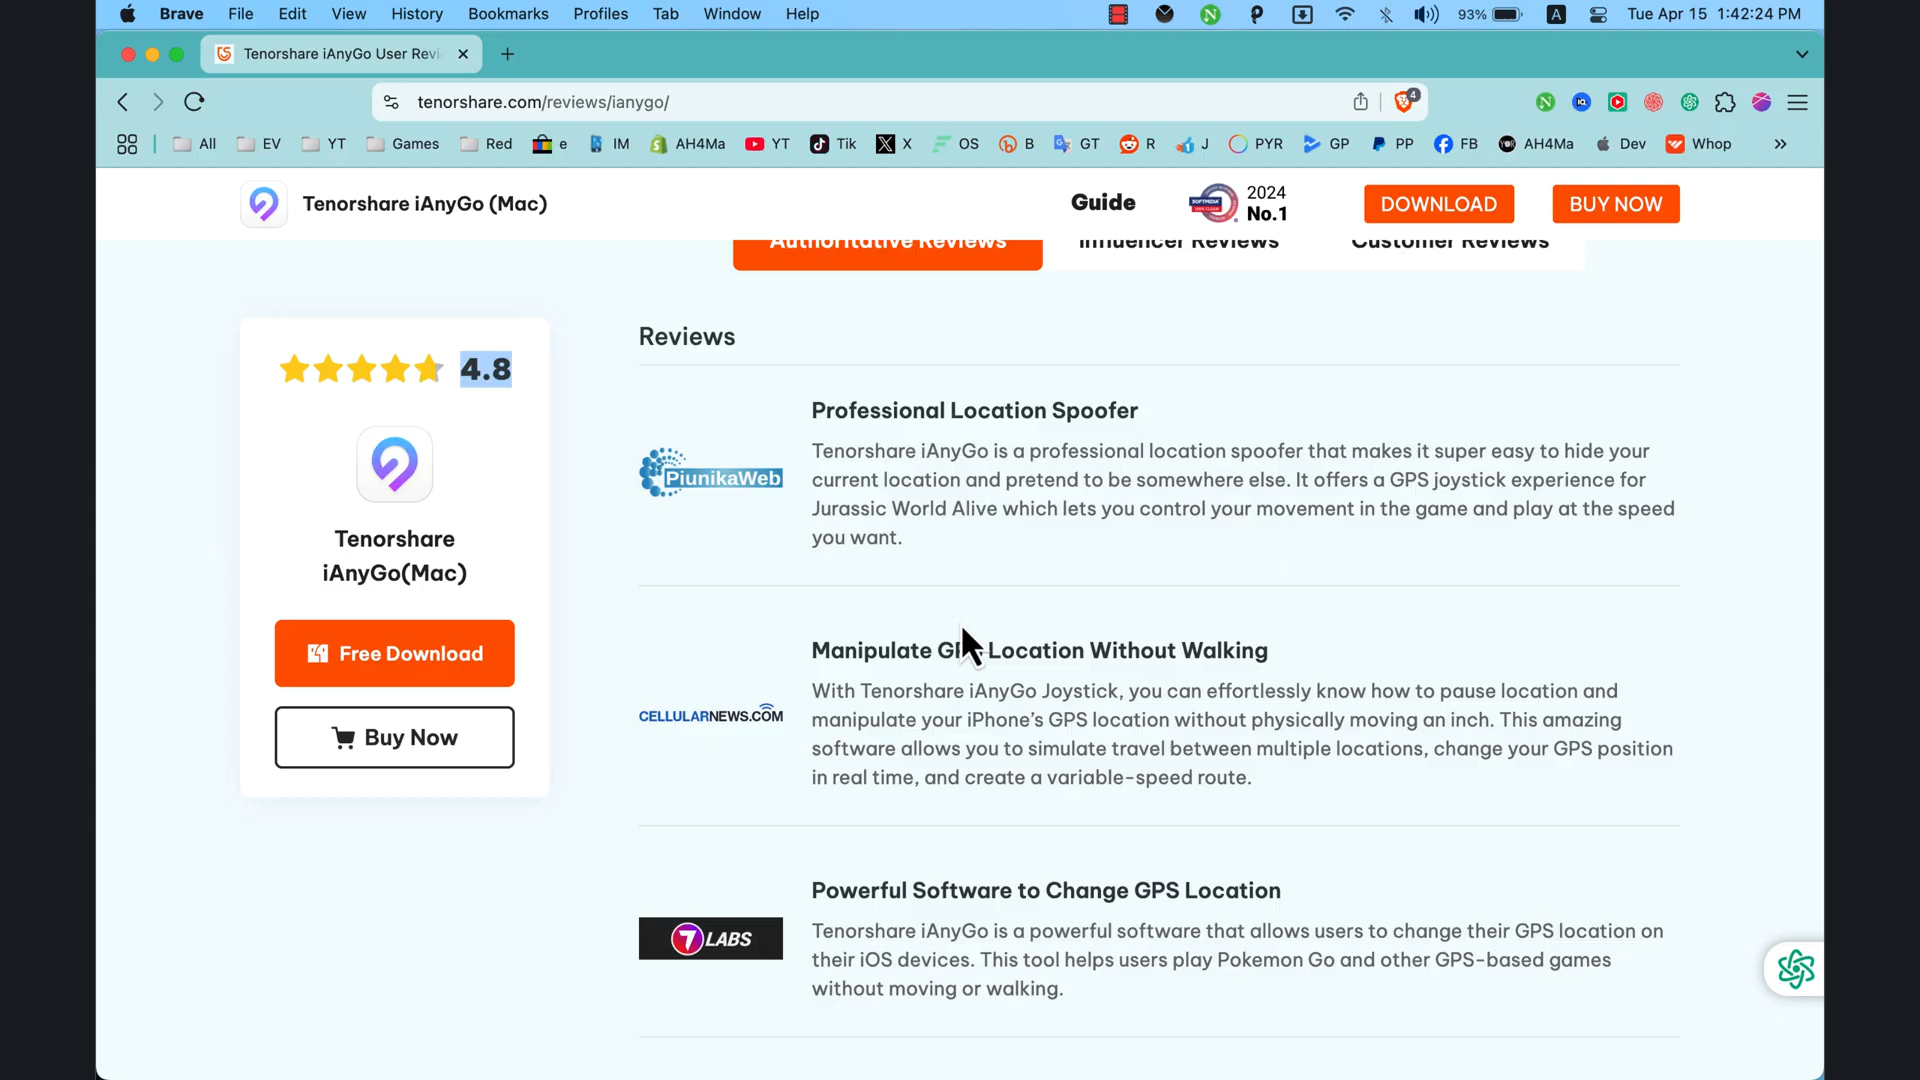 Brave File Edit View History Bookmarks Profiles Tab Window Help 93% A Tue Apr 15 1:42:24 PM
Tenorshare iAnyGo User Revi
tenorshare.com/reviews/ianygo/ 4
All EV YT Games Red e IM AH4Ma YT Tik X OS B GT R J PYR GP PP FB AH4Ma Dev Whop
Tenorshare iAnyGo (Mac)
Guide
SOFTPEDIA
2024
No.1
DOWNLOAD
BUY NOW
Authoritative Reviews Influencer Reviews Customer Reviews
4.8
Tenorshare
iAnyGo(Mac)
Free Download
Buy Now
Reviews
PiunikaWeb
Professional Location Spoofer
Tenorshare iAnyGo is a professional location spoofer that makes it super easy to hide your
current location and pretend to be somewhere else. It offers a GPS joystick experience for
Jurassic World Alive which lets you control your movement in the game and play at the speed
you want.
CELLULARNEWS.COM
Manipulate GPS Location Without Walking
With Tenorshare iAnyGo Joystick, you can effortlessly know how to pause location and
manipulate your iPhone’s GPS location without physically moving an inch. This amazing
software allows you to simulate travel between multiple locations, change your GPS position
in real time, and create a variable-speed route.
7 LABS
Powerful Software to Change GPS Location
Tenorshare iAnyGo is a powerful software that allows users to change their GPS location on
their iOS devices. This tool helps users play Pokemon Go and other GPS-based games
without moving or walking.